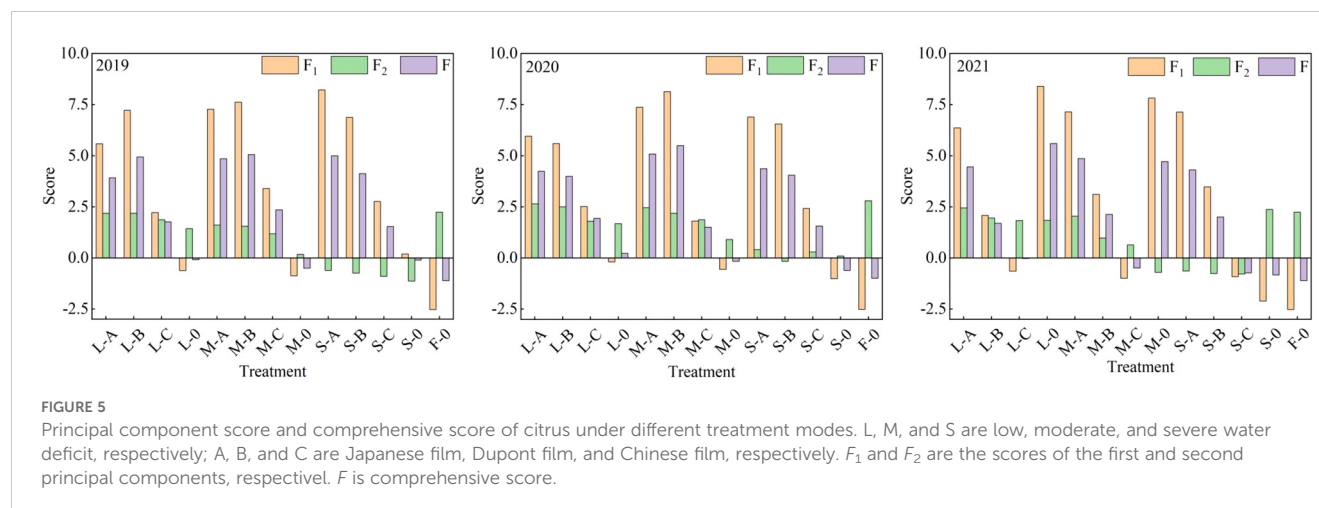 10.0
7.5
5.0
2.5
0.0
-2.5
Score
2019
F1 F2 F
L-A L-B L-C L-0 M-A M-B M-C M-0 S-A S-B S-C S-0 F-0
Treatment
10.0
7.5
5.0
2.5
0.0
-2.5
Score
2020
F1 F2 F
L-A L-B L-C L-0 M-A M-B M-C M-0 S-A S-B S-C S-0 F-0
Treatment
10.0
7.5
5.0
2.5
0.0
-2.5
Score
2021
F1 F2 F
L-A L-B L-C L-0 M-A M-B M-C M-0 S-A S-B S-C S-0 F-0
Treatment
FIGURE 5
Principal component score and comprehensive score of citrus under different treatment modes. L, M, and S are low, moderate, and severe water
deficit, respectively; A, B, and C are Japanese film, Dupont film, and Chinese film, respectively. F1 and F2 are the scores of the first and second
principal components, respectivel. F is comprehensive score.